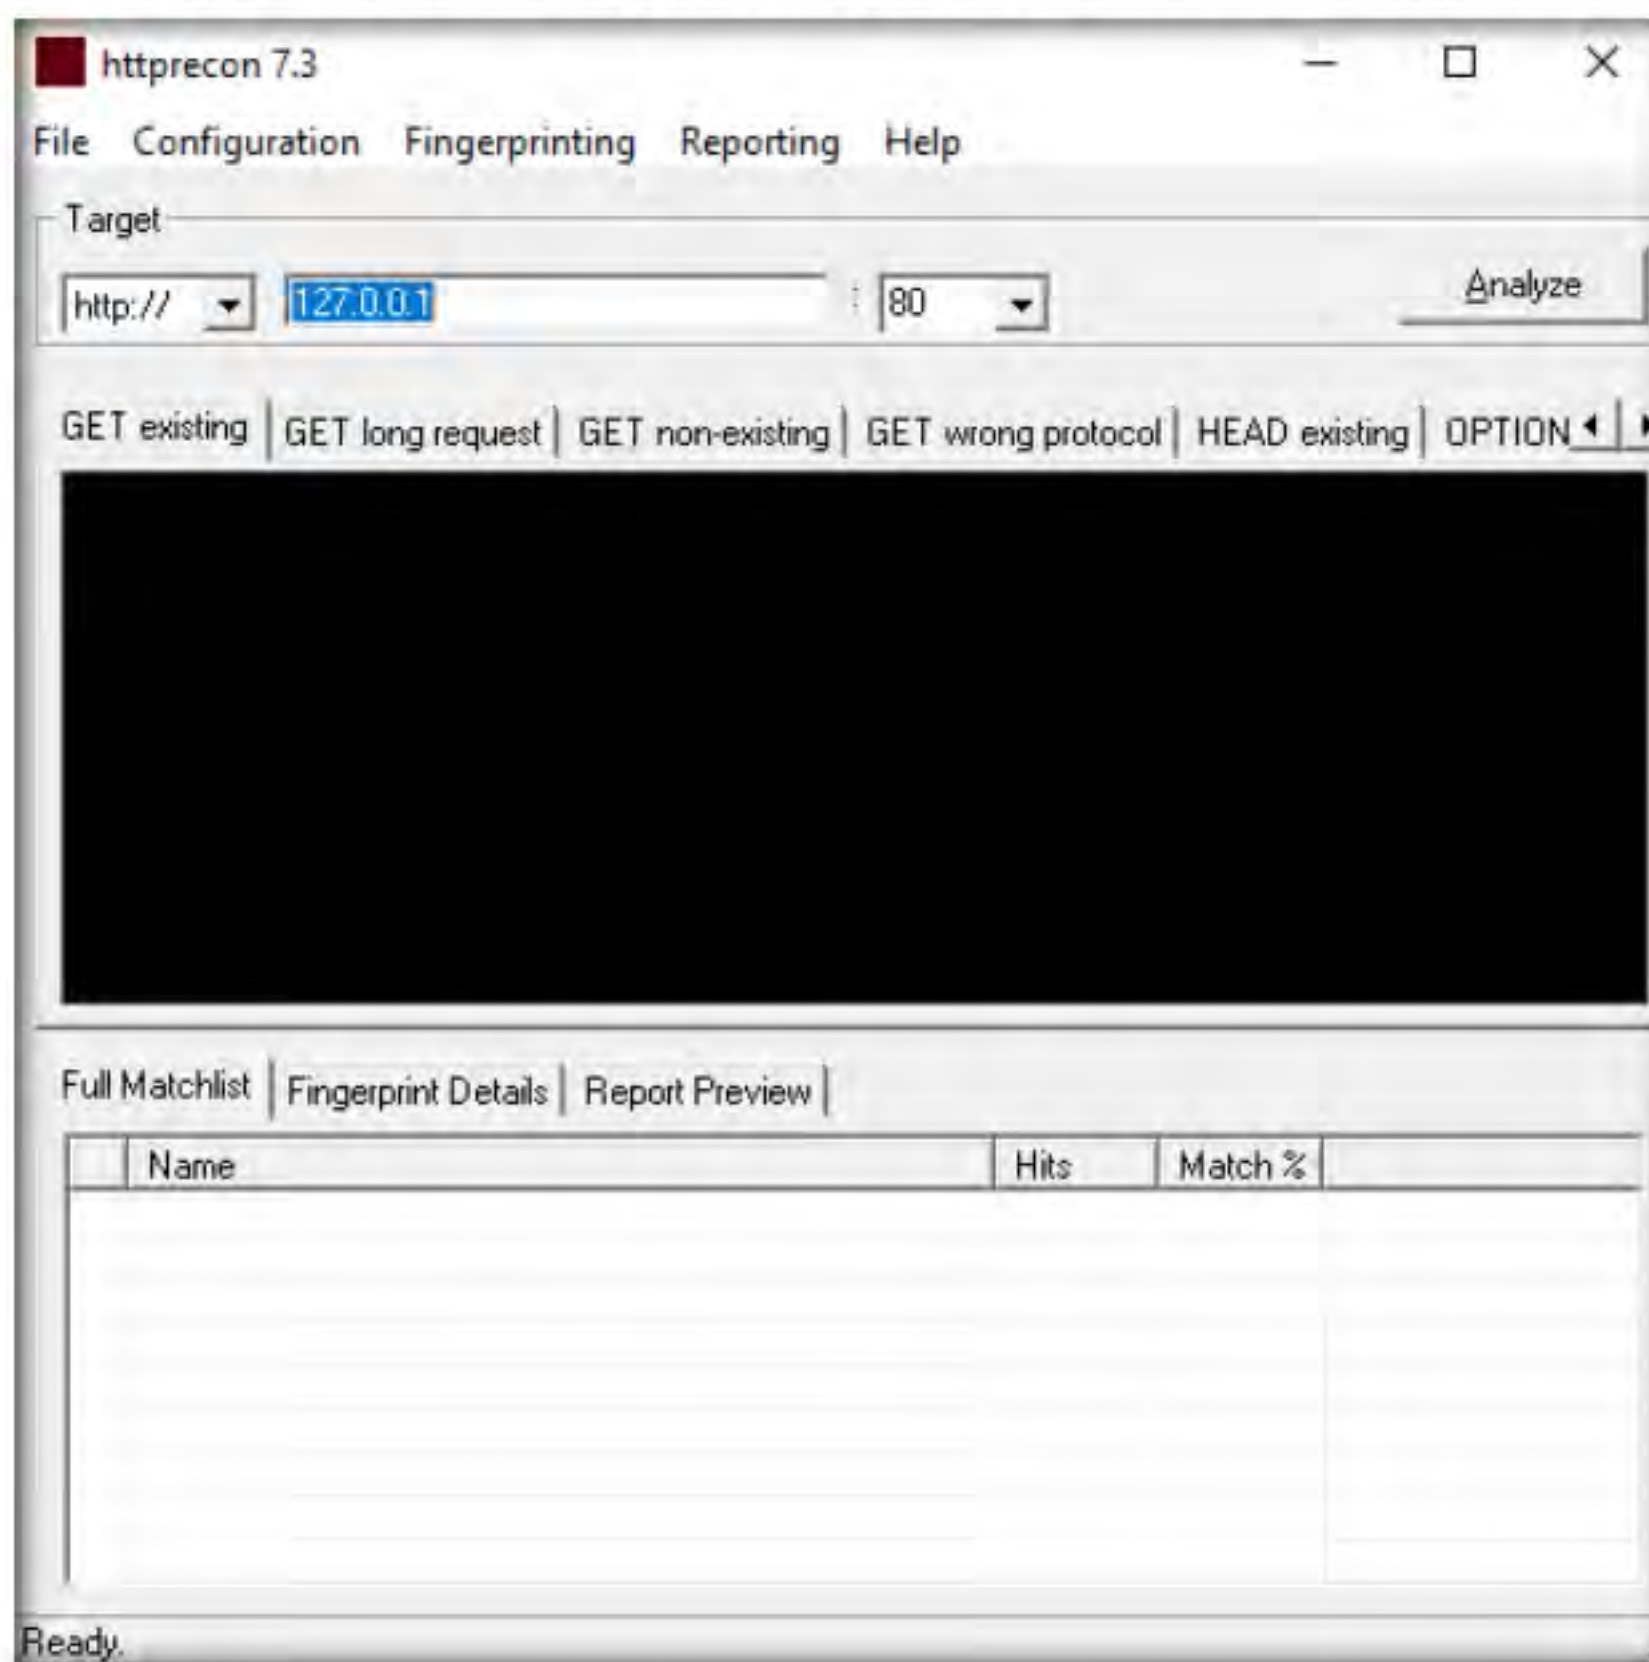 httprecon 7.3
File Configuration Fingerprinting Reporting Help
Target
http:// 127.0.0.1 : 80 Analyze
GET existing GET long request GET non-existing GET wrong protocol HEAD existing OPTION
Full Matchlist Fingerprint Details Report Preview
Name Hits Match %
Ready.